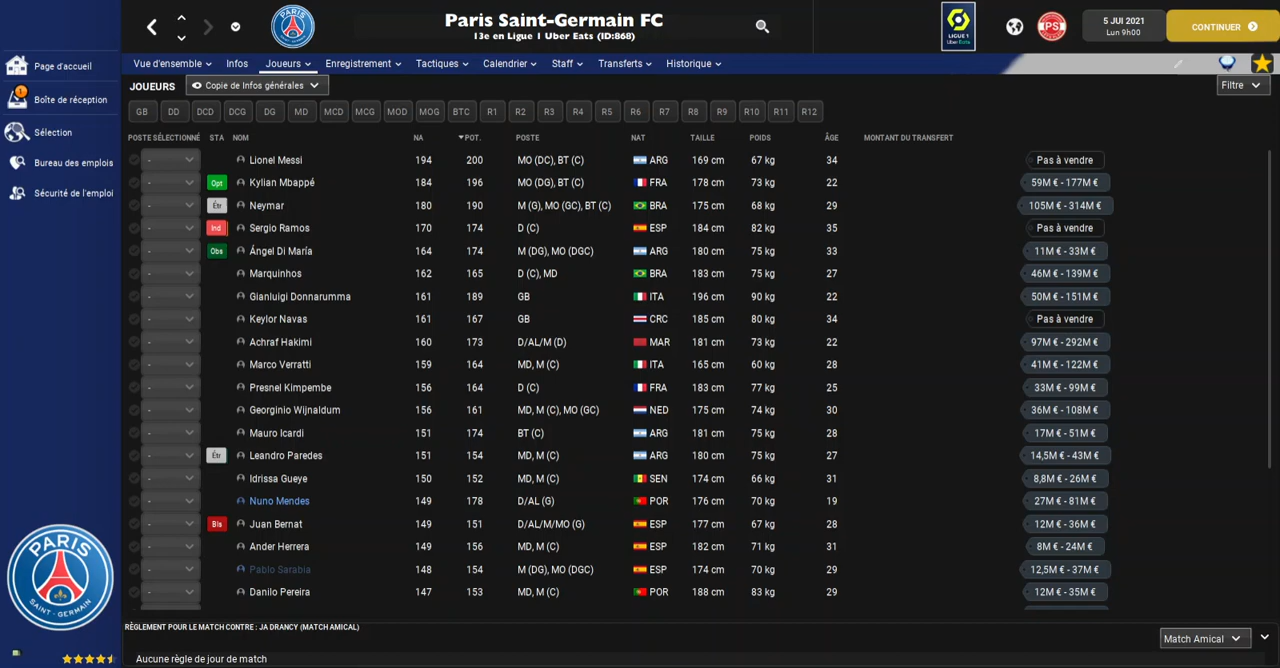 Paris Saint-Germain FC
13e en Ligue 1 Uber Eats (ID:868)
LIGUE 1
Uber Eats
PS
5 JUI 2021
Lun 9h00
CONTINUER
Page d'accueil
1
Boîte de réception
Sélection
Bureau des emplois
Sécurité de l'emploi
PARIS
SAINT-GERMAIN
Vue d'ensemble Infos Joueurs Enregistrement Tactiques Calendrier Staff Transferts Historique
JOUEURS Copie de Infos générales Filtre
GB DD DCD DCG DG MD MCD MCG MOD MOG BTC R1 R2 R3 R4 R5 R6 R7 R8 R9 R10 R11 R12
POSTE SÉLECTIONNÉ STA NOM NA POT. POSTE NAT TAILLE POIDS ÂGE MONTANT DU TRANSFERT
- Lionel Messi 194 200 MO (DC), BT (C) ARG 169 cm 67 kg 34 Pas à vendre
- Opt Kylian Mbappé 184 196 MO (DG), BT (C) FRA 178 cm 73 kg 22 59M € - 177M €
- Étr Neymar 180 190 M (G), MO (GC), BT (C) BRA 175 cm 68 kg 29 105M € - 314M €
- Ind Sergio Ramos 170 174 D (C) ESP 184 cm 82 kg 35 Pas à vendre
- Obs Ángel Di María 164 174 M (DG), MO (DGC) ARG 180 cm 75 kg 33 11M € - 33M €
- Marquinhos 162 165 D (C), MD BRA 183 cm 75 kg 27 46M € - 139M €
- Gianluigi Donnarumma 161 189 GB ITA 196 cm 90 kg 22 50M € - 151M €
- Keylor Navas 161 167 GB CRC 185 cm 80 kg 34 Pas à vendre
- Achraf Hakimi 160 173 D/AL/M (D) MAR 181 cm 73 kg 22 97M € - 292M €
- Marco Verratti 159 164 MD, M (C) ITA 165 cm 60 kg 28 41M € - 122M €
- Presnel Kimpembe 156 164 D (C) FRA 183 cm 77 kg 25 33M € - 99M €
- Georginio Wijnaldum 156 161 MD, M (C), MO (GC) NED 175 cm 74 kg 30 36M € - 108M €
- Mauro Icardi 151 174 BT (C) ARG 181 cm 75 kg 28 17M € - 51M €
- Étr Leandro Paredes 151 154 MD, M (C) ARG 180 cm 75 kg 27 14,5M € - 43M €
- Idrissa Gueye 150 152 MD, M (C) SEN 174 cm 66 kg 31 8,8M € - 26M €
- Nuno Mendes 149 178 D/AL (G) POR 176 cm 70 kg 19 27M € - 81M €
- Bls Juan Bernat 149 151 D/AL/M/MO (G) ESP 177 cm 67 kg 28 12M € - 36M €
- Ander Herrera 149 156 MD, M (C) ESP 182 cm 71 kg 31 8M € - 24M €
- Pablo Sarabia 148 154 M (DG), MO (DGC) ESP 174 cm 70 kg 29 12,5M € - 37M €
- Danilo Pereira 147 153 MD, M (C) POR 188 cm 83 kg 29 12M € - 35M €
RÈGLEMENT POUR LE MATCH CONTRE : JA DRANCY (MATCH AMICAL)
Match Amical
Aucune règle de jour de match